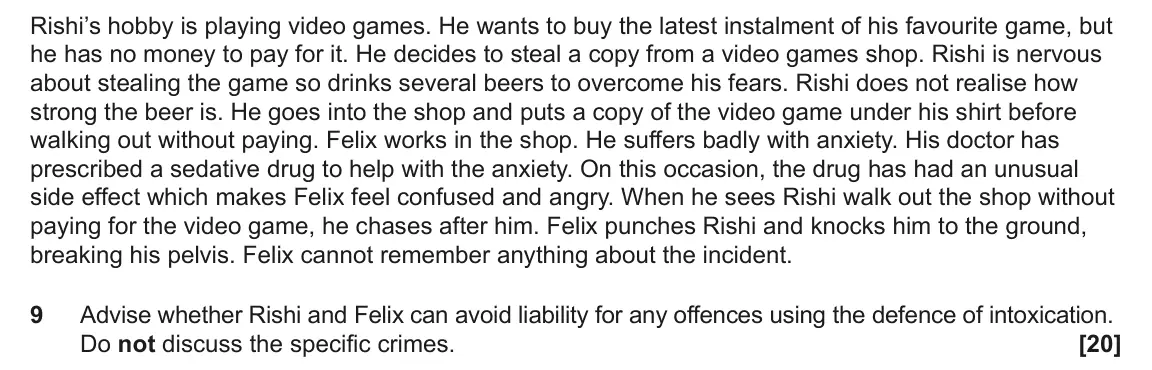 Rishi’s hobby is playing video games. He wants to buy the latest instalment of his favourite game, but
he has no money to pay for it. He decides to steal a copy from a video games shop. Rishi is nervous
about stealing the game so drinks several beers to overcome his fears. Rishi does not realise how
strong the beer is. He goes into the shop and puts a copy of the video game under his shirt before
walking out without paying. Felix works in the shop. He suffers badly with anxiety. His doctor has
prescribed a sedative drug to help with the anxiety. On this occasion, the drug has had an unusual
side effect which makes Felix feel confused and angry. When he sees Rishi walk out the shop without
paying for the video game, he chases after him. Felix punches Rishi and knocks him to the ground,
breaking his pelvis. Felix cannot remember anything about the incident.
9 Advise whether Rishi and Felix can avoid liability for any offences using the defence of intoxication.
Do not discuss the specific crimes. [20]